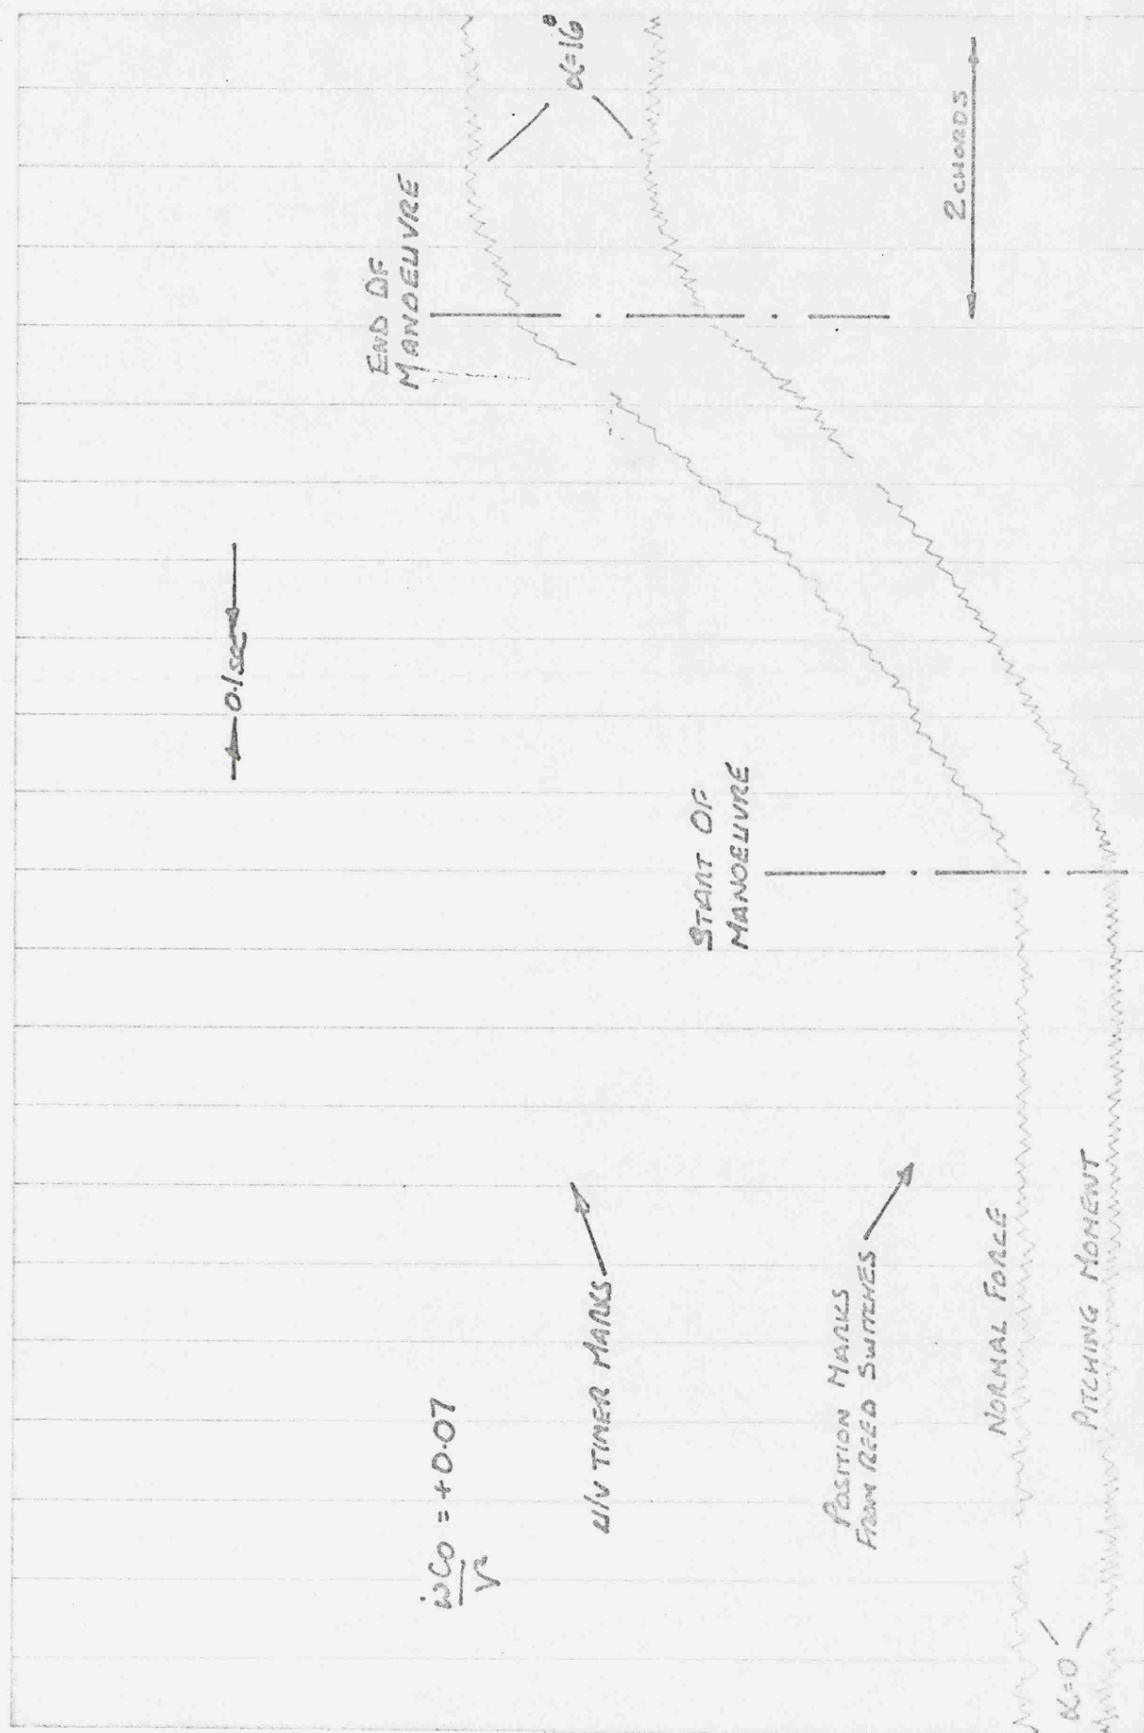 α=16°
END OF
MANOEUVRE
2 CHORDS
0.1 sec
START OF
MANOEUVRE
ẇC₀ = +0.07
V²
U/V TIMER MARKS
POSITION MARKS
FROM REED SWITCHES
NORMAL FORCE
PITCHING MOMENT
α=0